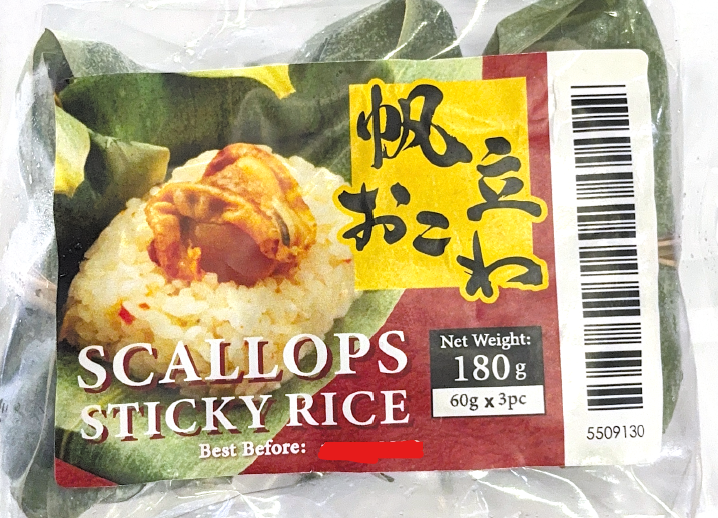 帆立
おこわ
SCALLOPS
STICKY RICE
Net Weight:
180g
60g x 3pc
Best Before:
5509130